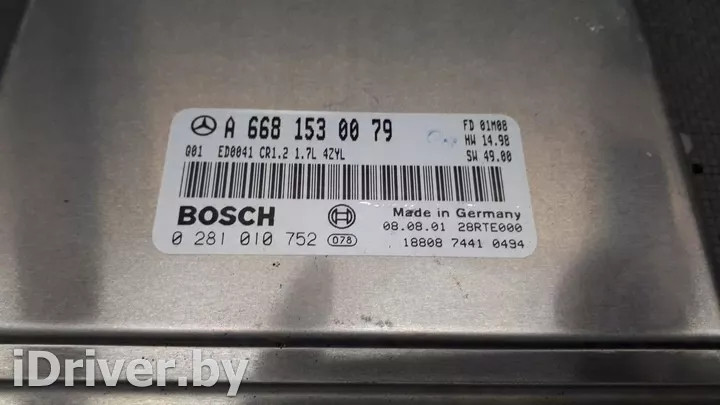 A 668 153 00 79
FD 01M08
HW 14.98
SW 49.00
Q01 ED0041 CR1.2 1.7L 4ZYL
BOSCH
Made in Germany
08.08.01 28RTE000
0 281 010 752 078
18808 7441 0494
iDriver.by